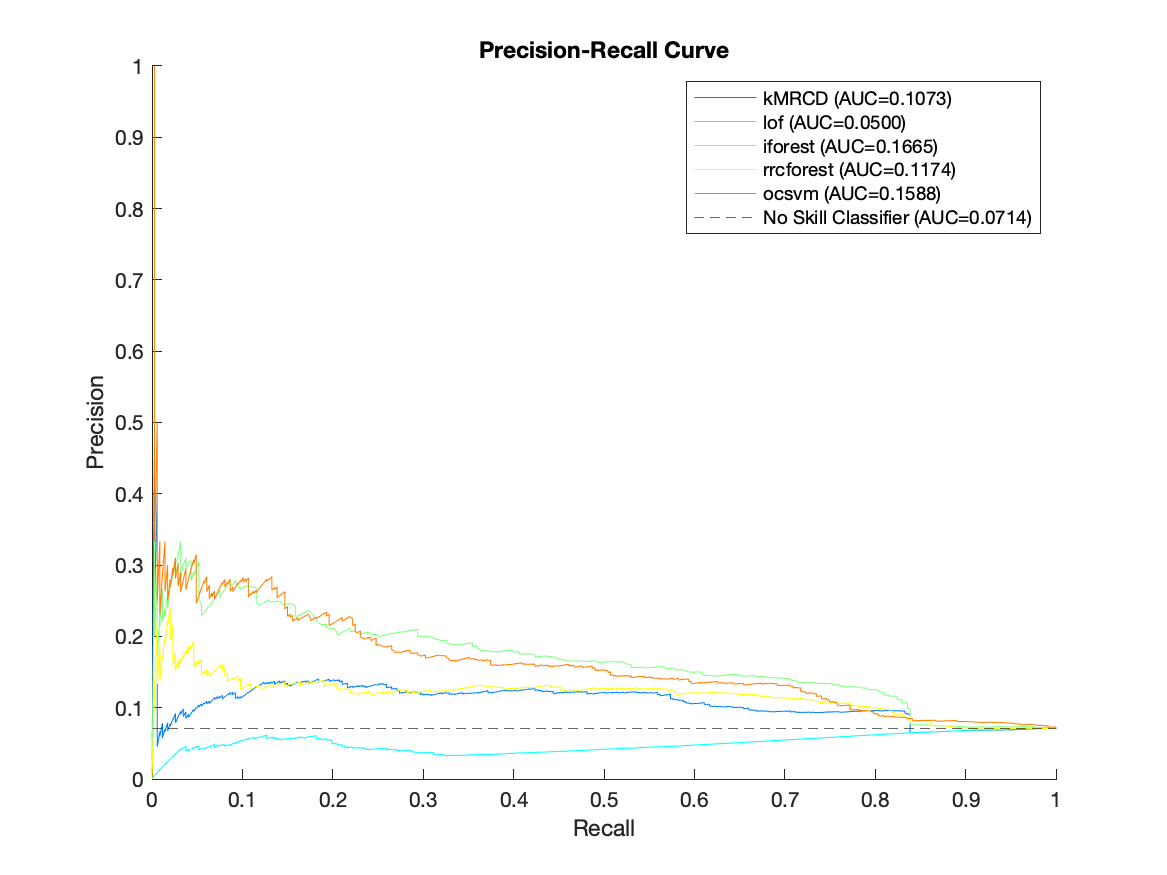 Precision-Recall Curve
kMRCD (AUC=0.1073)
lof (AUC=0.0500)
iforest (AUC=0.1665)
rrcforest (AUC=0.1174)
ocsvm (AUC=0.1588)
No Skill Classifier (AUC=0.0714)
Precision
1
0.9
0.8
0.7
0.6
0.5
0.4
0.3
0.2
0.1
0
0 0.1 0.2 0.3 0.4 0.5 0.6 0.7 0.8 0.9 1
Recall